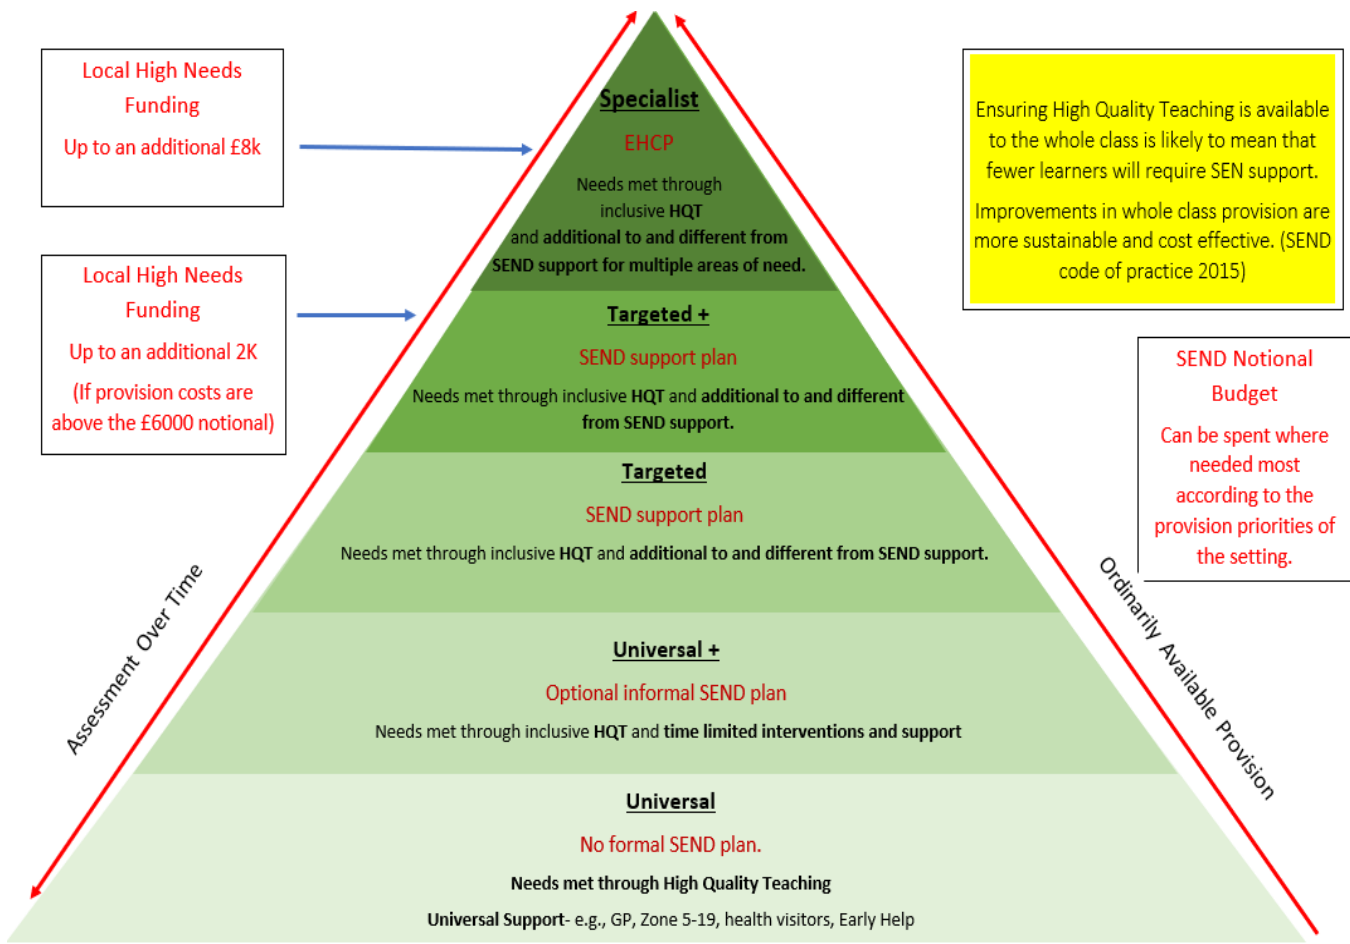 Local High Needs
Funding
Up to an additional £8k
Local High Needs
Funding
Up to an additional 2K
(If provision costs are
above the £6000 notional)
Assessment Over Time
Specialist
EHCP
Needs met through
inclusive HQT
and additional to and different from
SEND support for multiple areas of need.
Targeted +
SEND support plan
Needs met through inclusive HQT and additional to and different
from SEND support.
Targeted
SEND support plan
Needs met through inclusive HQT and additional to and different from SEND support.
Universal +
Optional informal SEND plan
Needs met through inclusive HQT and time limited interventions and support
Universal
No formal SEND plan.
Needs met through High Quality Teaching
Universal Support- e.g., GP, Zone 5-19, health visitors, Early Help
Ensuring High Quality Teaching is available
to the whole class is likely to mean that
fewer learners will require SEN support.
Improvements in whole class provision are
more sustainable and cost effective. (SEND
code of practice 2015)
SEND Notional
Budget
Can be spent where
needed most
according to the
provision priorities of
the setting.
Ordinarily Available Provision